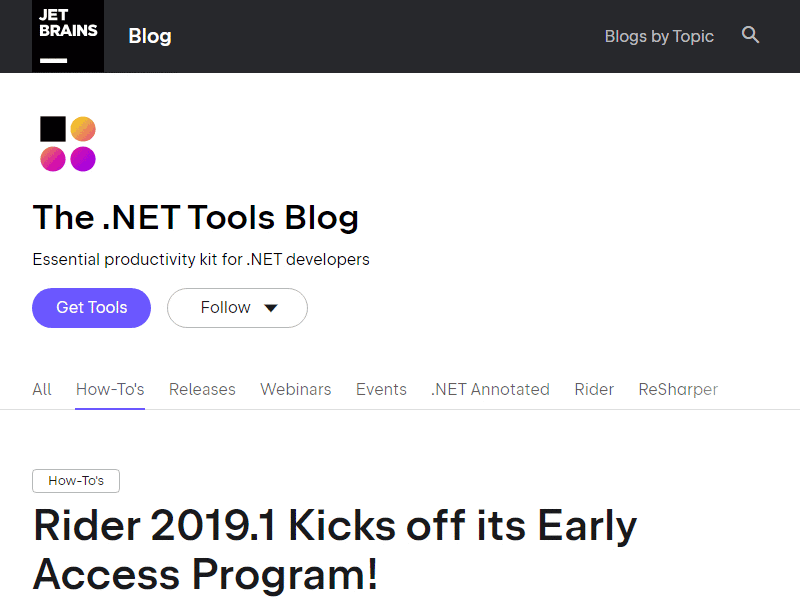 JET
BRAINS
Blog
Blogs by Topic
The .NET Tools Blog
Essential productivity kit for .NET developers
Get Tools
Follow
All How-To's Releases Webinars Events .NET Annotated Rider ReSharper
How-To's
Rider 2019.1 Kicks off its Early
Access Program!